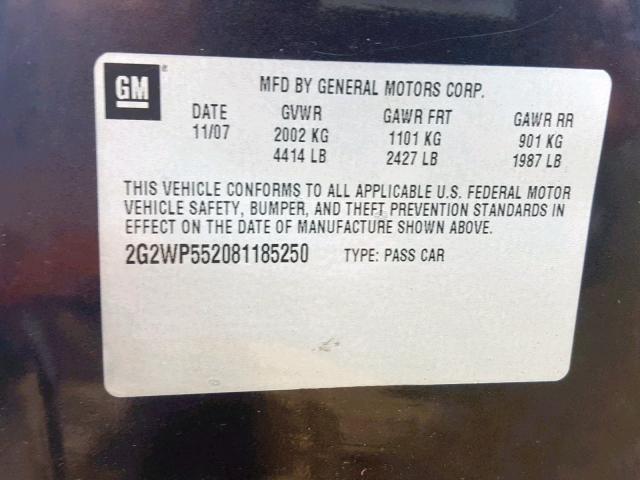 GM ® MFD BY GENERAL MOTORS CORP.
DATE GVWR GAWR FRT GAWR RR
11/07 2002 KG 1101 KG 901 KG
4414 LB 2427 LB 1987 LB
THIS VEHICLE CONFORMS TO ALL APPLICABLE U.S. FEDERAL MOTOR
VEHICLE SAFETY, BUMPER, AND THEFT PREVENTION STANDARDS IN
EFFECT ON THE DATE OF MANUFACTURE SHOWN ABOVE.
2G2WP552081185250 TYPE: PASS CAR